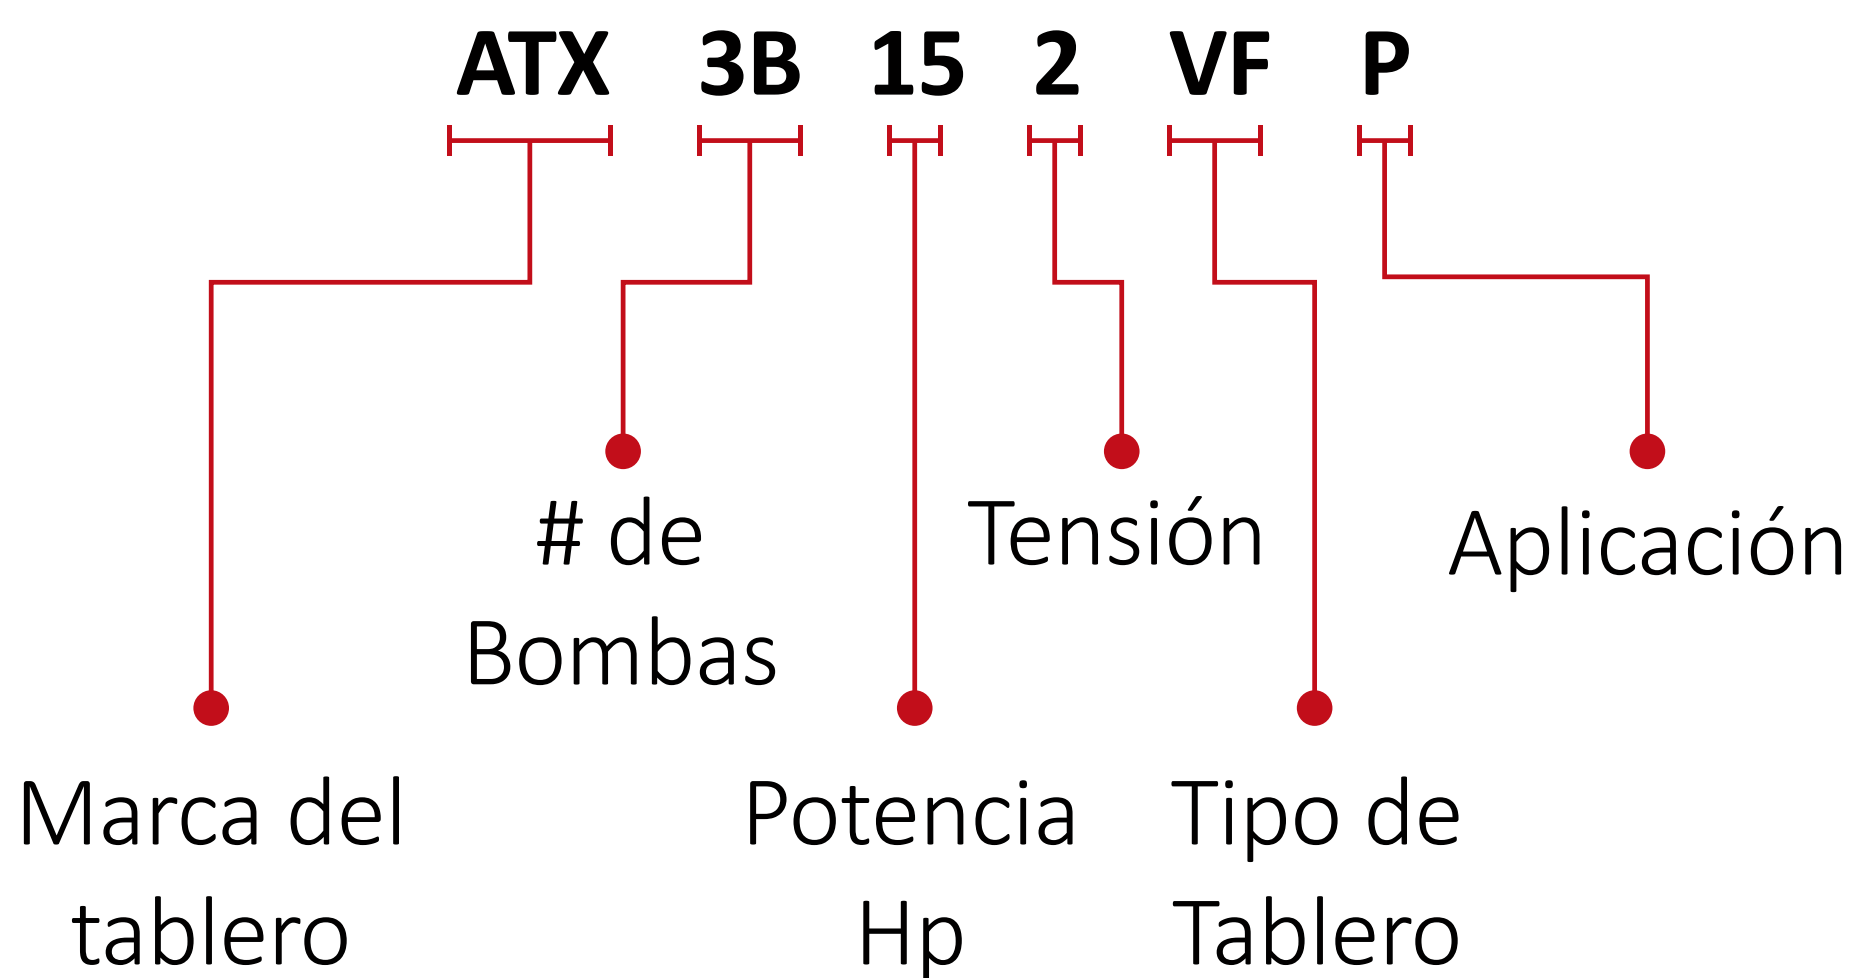 ATX 3B 15 2 VF P
# de
Bombas
Tensión
Aplicación
Marca del
tablero
Potencia
Hp
Tipo de
Tablero